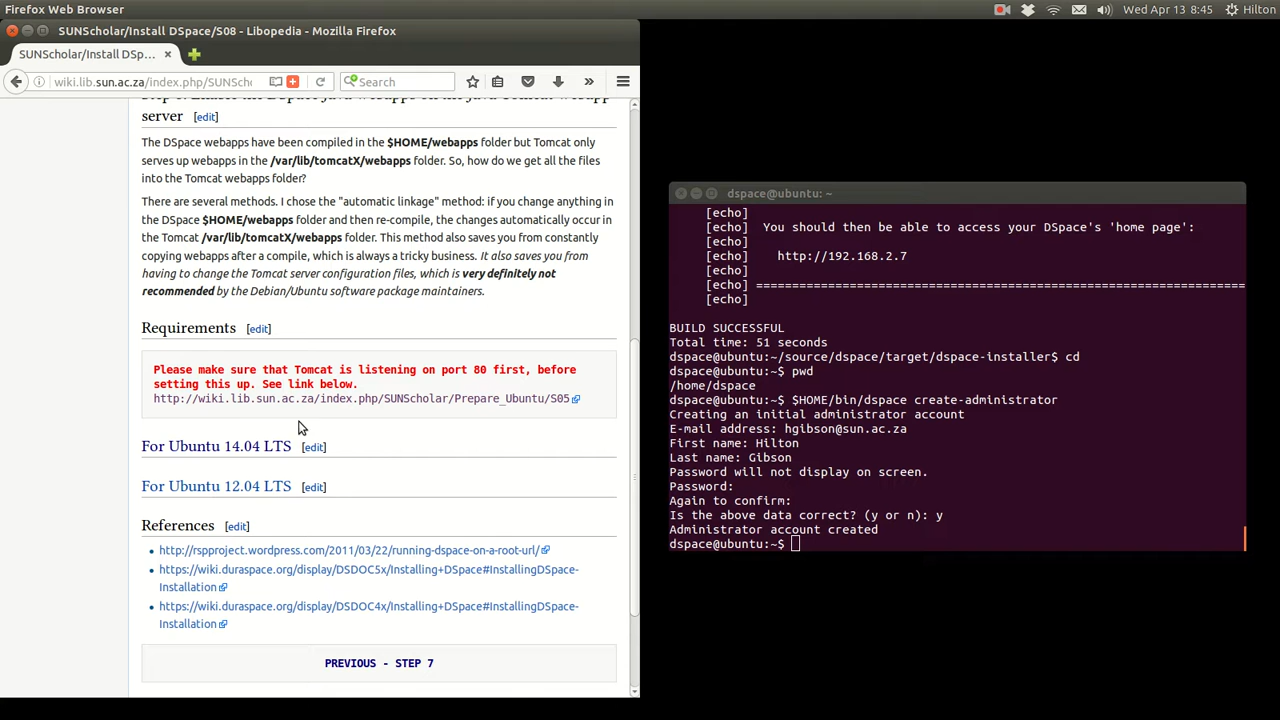 Firefox Web Browser
Wed Apr 13 8:45
Hilton
SUNScholar/Install DSpace/S08 - Libopedia - Mozilla Firefox
SUNScholar/Install DSp...
wiki.lib.sun.ac.za/index.php/SUNSch
Search
server [edit]
The DSpace webapps have been compiled in the $HOME/webapps folder but Tomcat only
serves up webapps in the /var/lib/tomcatX/webapps folder. So, how do we get all the files
into the Tomcat webapps folder?
There are several methods. I chose the "automatic linkage" method: if you change anything in
the DSpace $HOME/webapps folder and then re-compile, the changes automatically occur in
the Tomcat /var/lib/tomcatX/webapps folder. This method also saves you from constantly
copying webapps after a compile, which is always a tricky business. It also saves you from
having to change the Tomcat server configuration files, which is very definitely not
recommended by the Debian/Ubuntu software package maintainers.
Requirements [edit]
Please make sure that Tomcat is listening on port 80 first, before
setting this up. See link below.
http://wiki.lib.sun.ac.za/index.php/SUNScholar/Prepare_Ubuntu/S05
For Ubuntu 14.04 LTS [edit]
For Ubuntu 12.04 LTS [edit]
References [edit]
http://rspproject.wordpress.com/2011/03/22/running-dspace-on-a-root-url/
https://wiki.duraspace.org/display/DSDOC5x/Installing+DSpace#InstallingDSpace-
Installation
https://wiki.duraspace.org/display/DSDOC4x/Installing+DSpace#InstallingDSpace-
Installation
PREVIOUS - STEP 7
dspace@ubuntu: ~
[echo]
[echo] You should then be able to access your DSpace's 'home page':
[echo]
[echo] http://192.168.2.7
[echo]
[echo] ====================================================================
[echo]
BUILD SUCCESSFUL
Total time: 51 seconds
dspace@ubuntu:~/source/dspace/target/dspace-installer$ cd
dspace@ubuntu:~$ pwd
/home/dspace
dspace@ubuntu:~$ $HOME/bin/dspace create-administrator
Creating an initial administrator account
E-mail address: hgibson@sun.ac.za
First name: Hilton
Last name: Gibson
Password will not display on screen.
Password:
Again to confirm:
Is the above data correct? (y or n): y
Administrator account created
dspace@ubuntu:~$